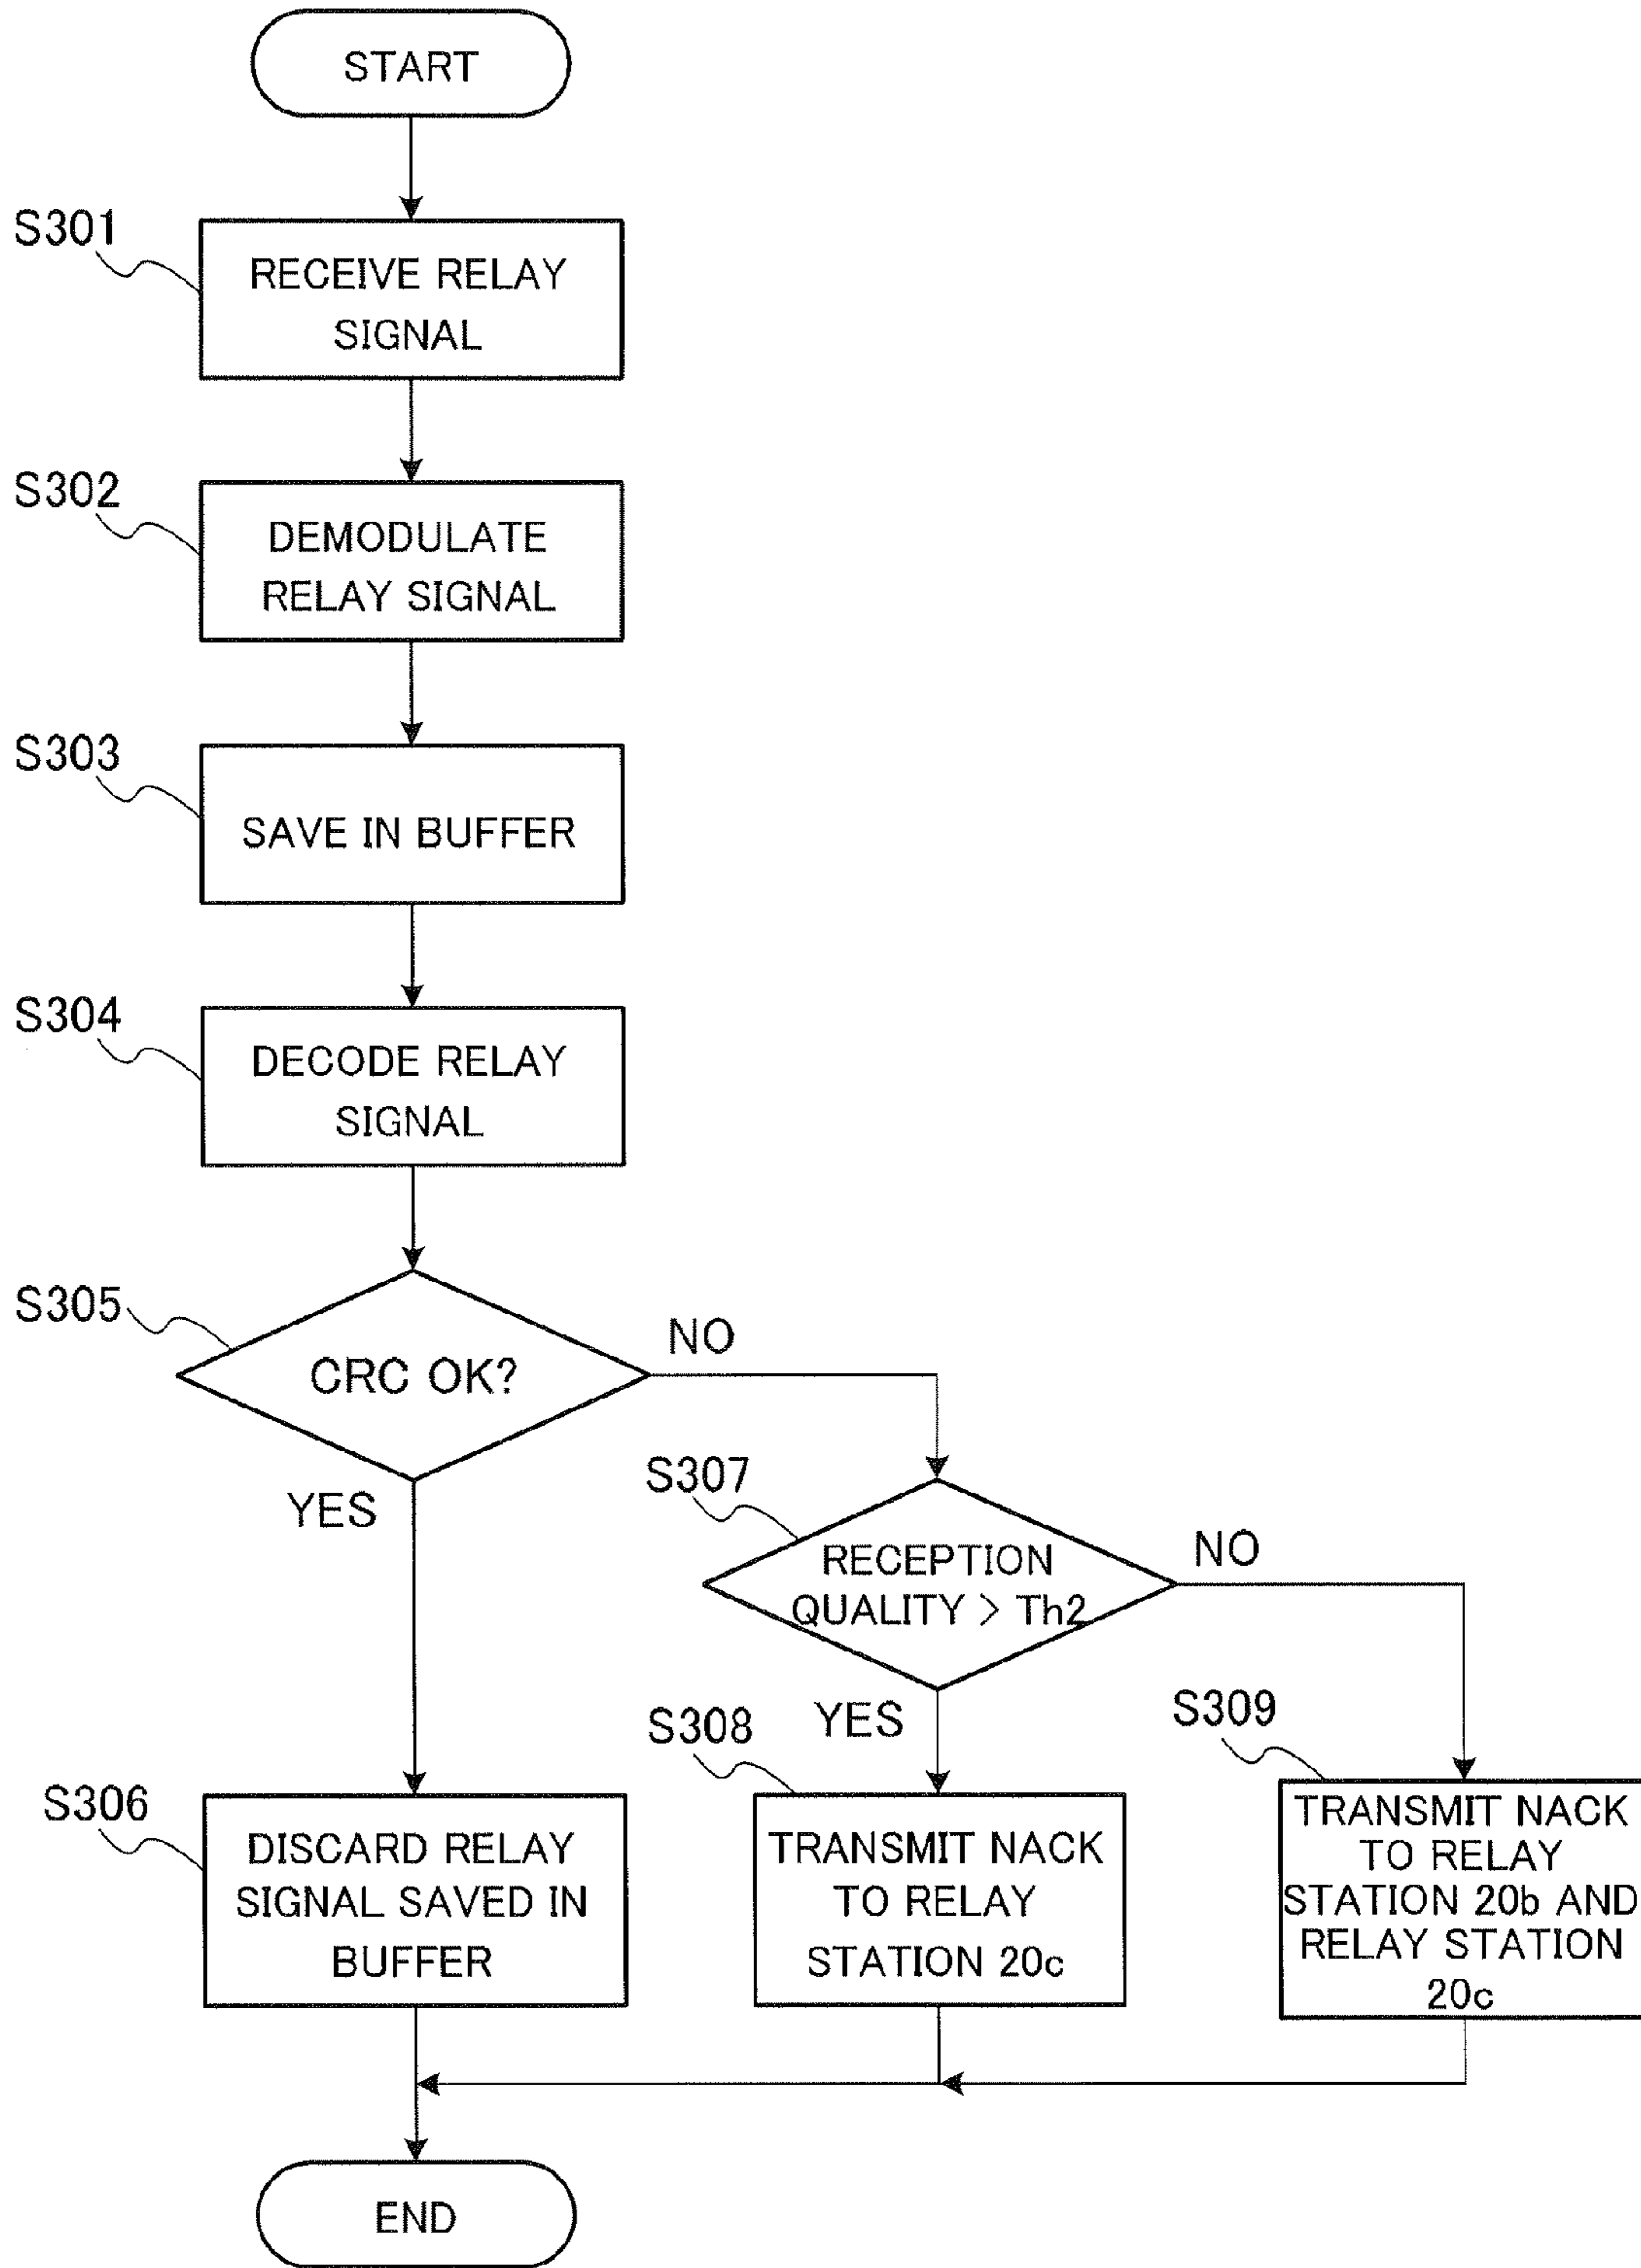 START
S301
RECEIVE RELAY
SIGNAL
S302
DEMODULATE
RELAY SIGNAL
S303
SAVE IN BUFFER
S304
DECODE RELAY
SIGNAL
S305
CRC OK?
NO
YES
S307
RECEPTION
QUALITY > Th2
NO
YES
S306
DISCARD RELAY
SIGNAL SAVED IN
BUFFER
S308
TRANSMIT NACK
TO RELAY
STATION 20c
S309
TRANSMIT NACK
TO RELAY
STATION 20b AND
RELAY STATION
20c
END